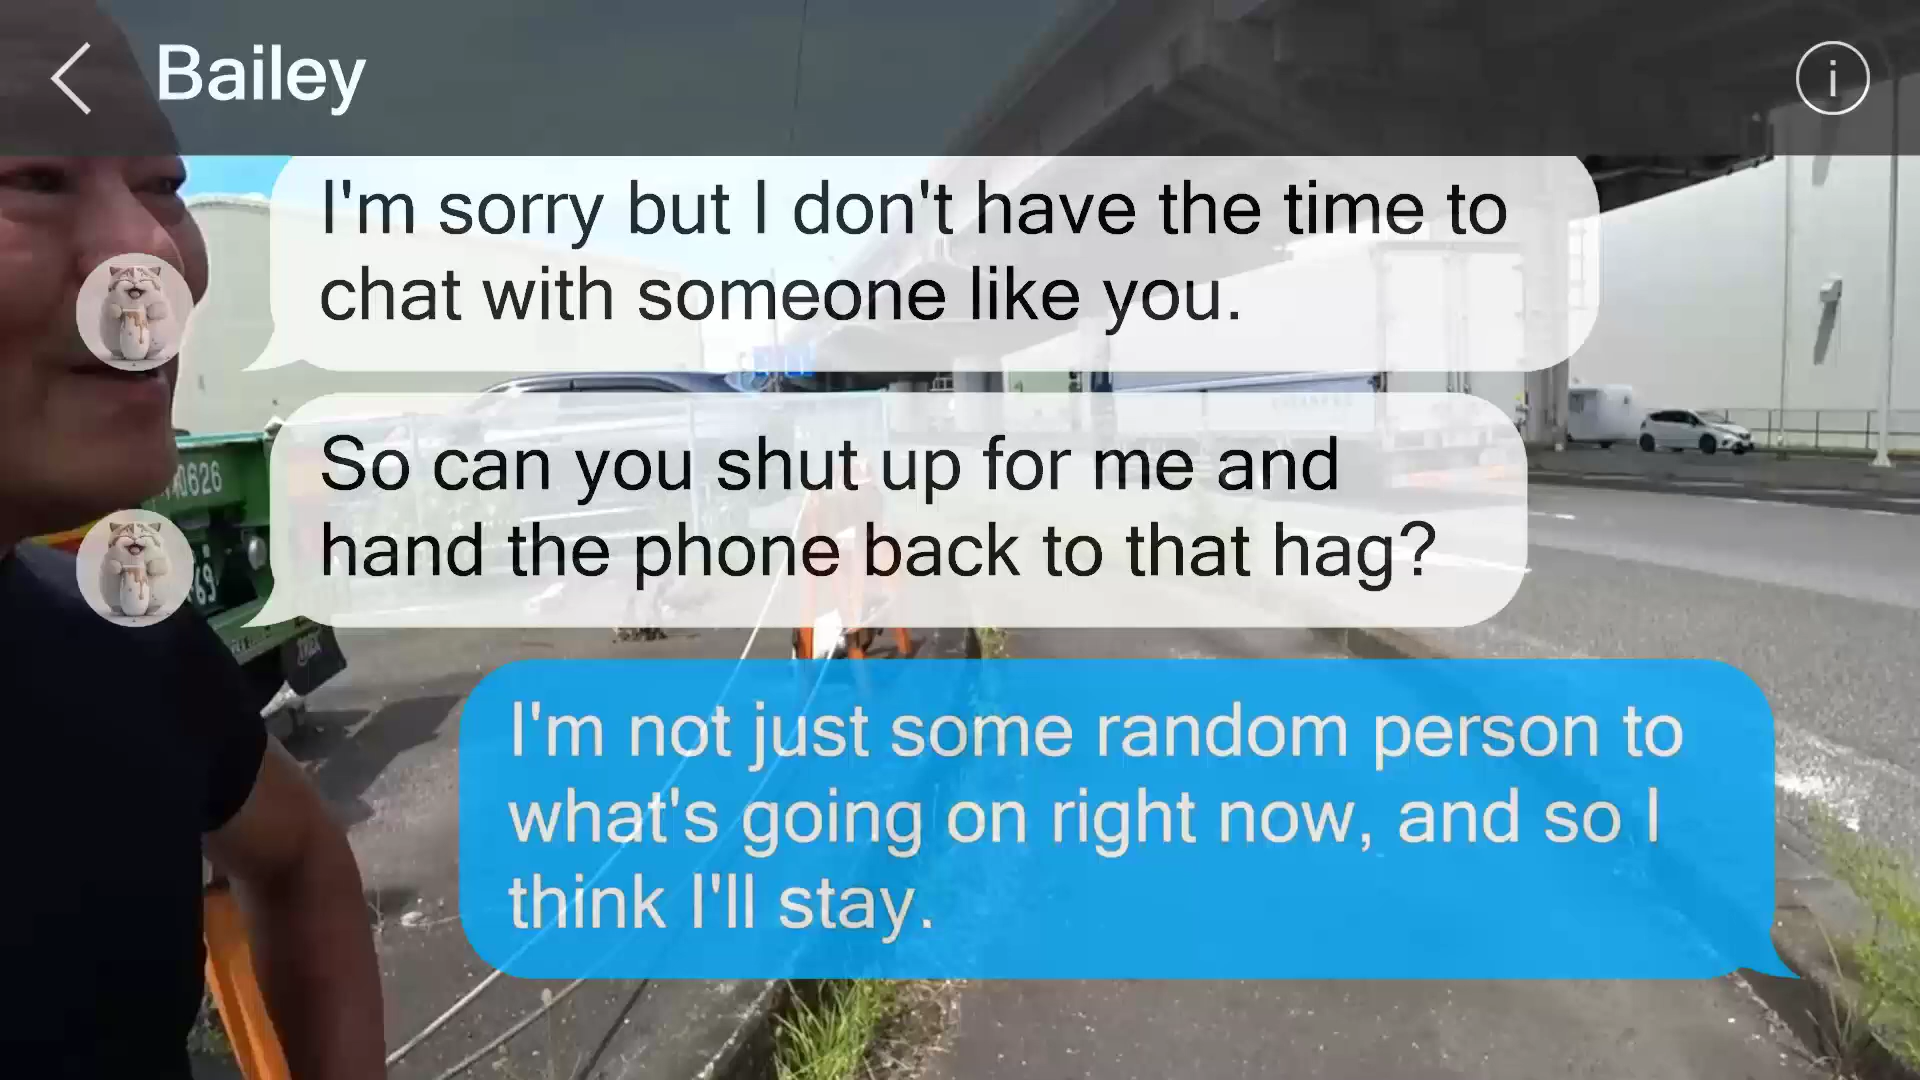 Bailey
I'm sorry but I don't have the time to
chat with someone like you.
So can you shut up for me and
hand the phone back to that hag?
I'm not just some random person to
what's going on right now, and so I
think I'll stay.
0626
69